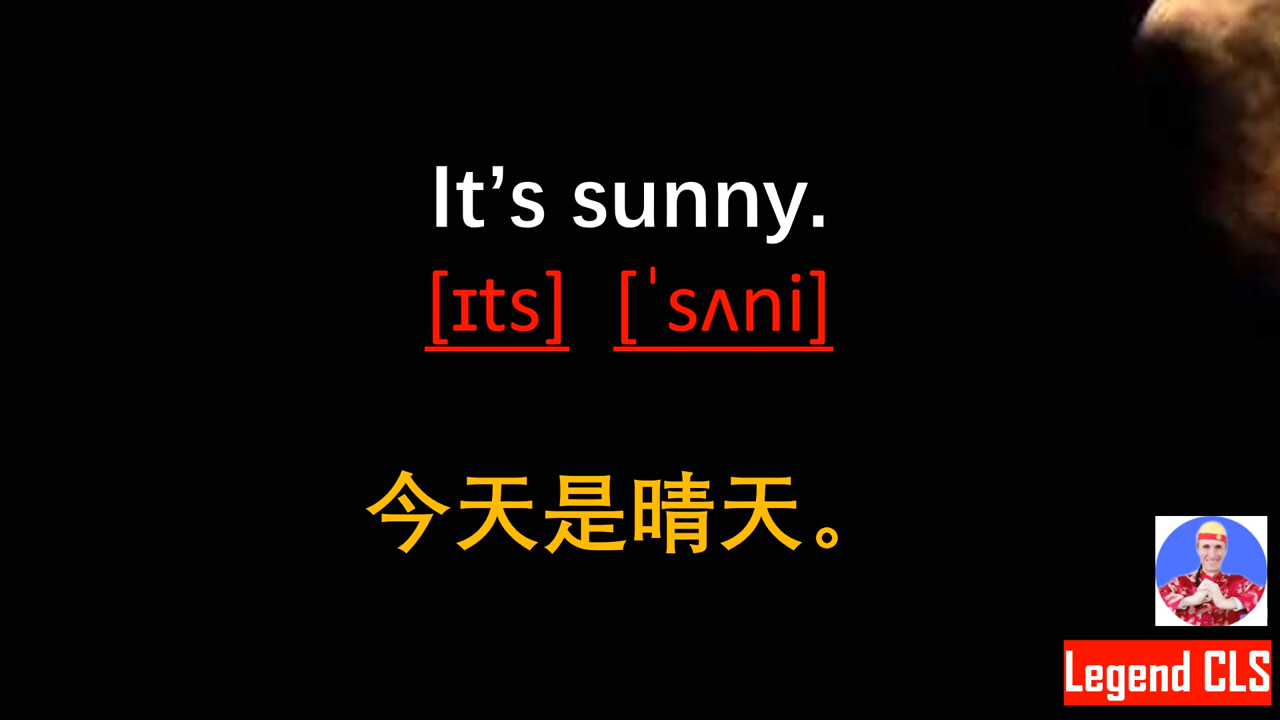 It’s sunny.
[ɪts] [ˈsʌni]
今天是晴天。
Legend CLS